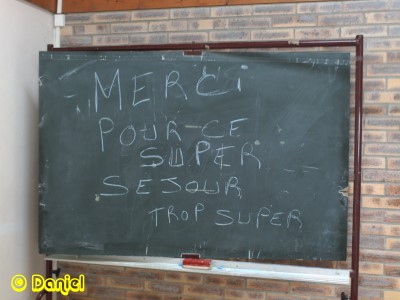 MERCi
POUR-CE
SUPER
SEJOUR
TROP SUPER
© Daniel